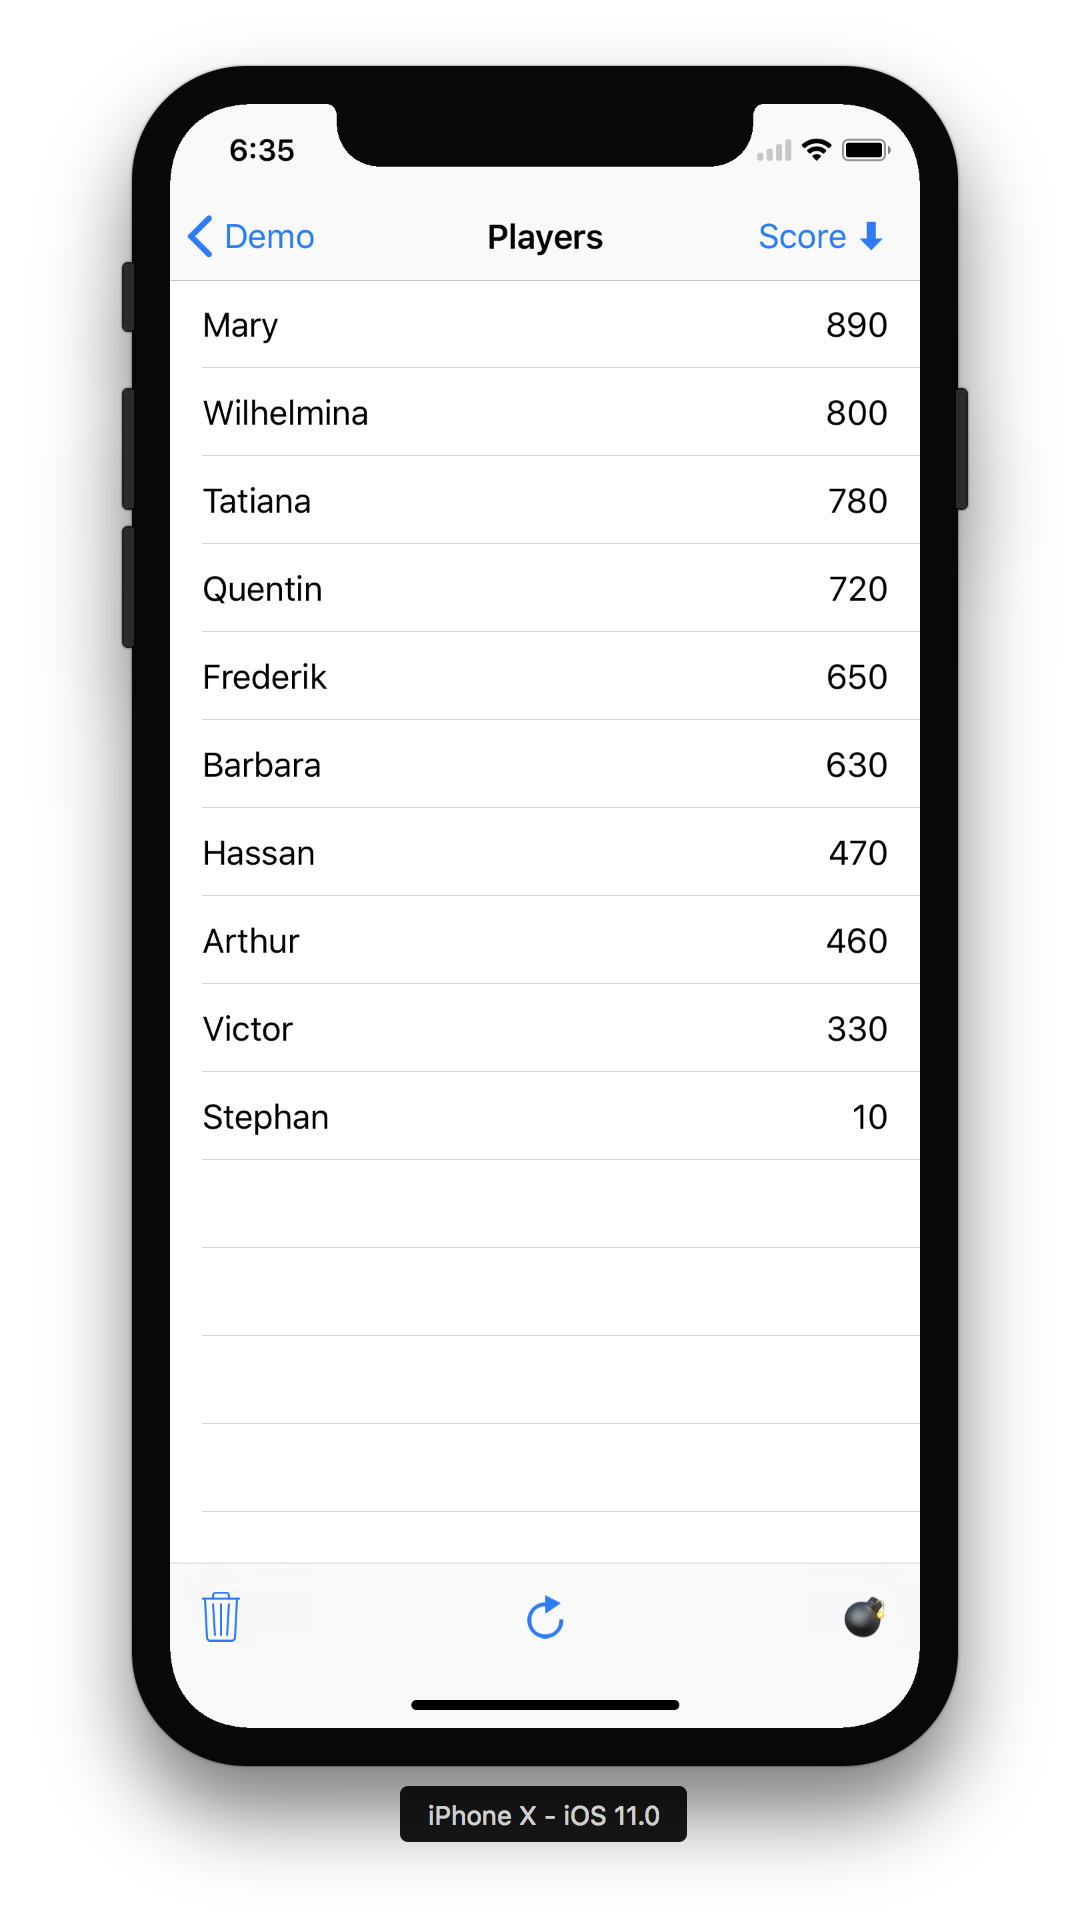 6:35
Demo Players Score ⬇
Mary 890
Wilhelmina 800
Tatiana 780
Quentin 720
Frederik 650
Barbara 630
Hassan 470
Arthur 460
Victor 330
Stephan 10
iPhone X – iOS 11.0